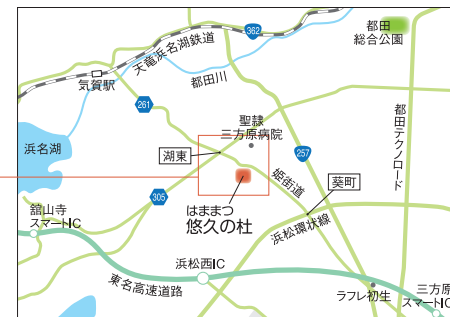 362
都田
総合公園
天竜浜名湖鉄道
気賀駅
都田川
261
聖隷
三方原病院
都田テクノロード
浜名湖
湖東
257
姫街道
葵町
305
はままつ
悠久の杜
浜松環状線
舘山寺
スマートIC
浜松西IC
東名高速道路
ラフレ初生
三方原
スマートIC